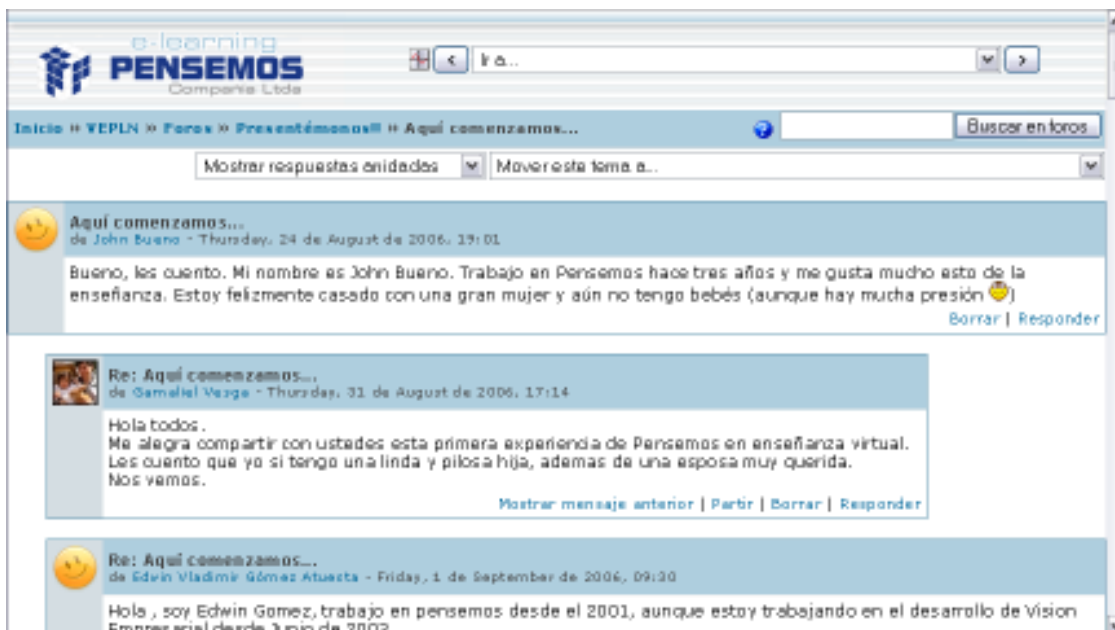 e-learning
PENSEMOS
Compania Ltda
<
Ir a...
>
Inicio » VEPLN » Foros » Presentémonos!! » Aquí comenzamos...
Buscar en foros
Mostrar respuestas anidadas
Mover este tema a...
Aquí comenzamos...
de John Bueno - Thursday, 24 de August de 2006, 19:01
Bueno, les cuento. Mi nombre es John Bueno. Trabajo en Pensemos hace tres años y me gusta mucho esto de la
enseñanza. Estoy felizmente casado con una gran mujer y aún no tengo bebés (aunque hay mucha presión )
Borrar | Responder
Re: Aquí comenzamos...
de Gamaliel Vesga - Thursday, 31 de August de 2006, 17:14
Hola todos.
Me alegra compartir con ustedes esta primera experiencia de Pensemos en enseñanza virtual.
Les cuento que yo si tengo una linda y pilosa hija, ademas de una esposa muy querida.
Nos vemos.
Mostrar mensaje anterior | Partir | Borrar | Responder
Re: Aquí comenzamos...
de Edwin Vladimir Gómez Atuesta - Friday, 1 de September de 2006, 09:30
Hola , soy Edwin Gomez, trabajo en pensemos desde el 2001, aunque estoy trabajando en el desarrollo de Vision
Empresarial desde Junio de 2002